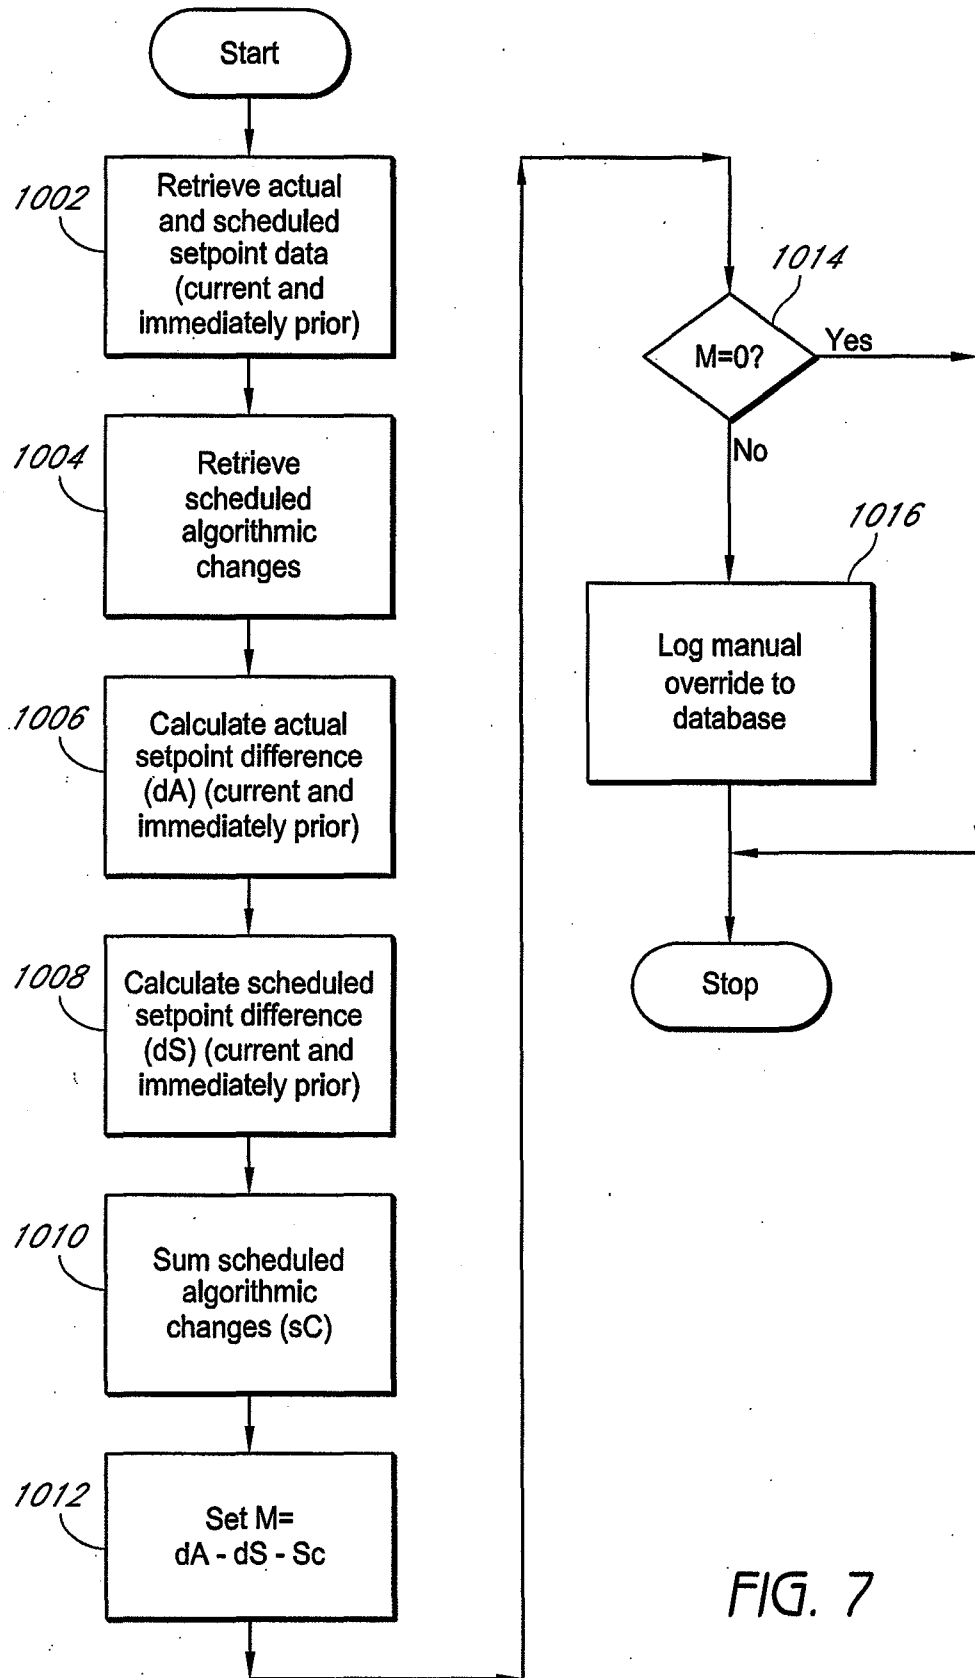 Start
1002
Retrieve actual
and scheduled
setpoint data
(current and
immediately prior)
1004
Retrieve
scheduled
algorithmic
changes
1006
Calculate actual
setpoint difference
(dA) (current and
immediately prior)
1008
Calculate scheduled
setpoint difference
(dS) (current and
immediately prior)
1010
Sum scheduled
algorithmic
changes (sC)
1012
Set M=
dA - dS - Sc
1014
M=0?
Yes
No
1016
Log manual
override to
database
Stop
FIG. 7